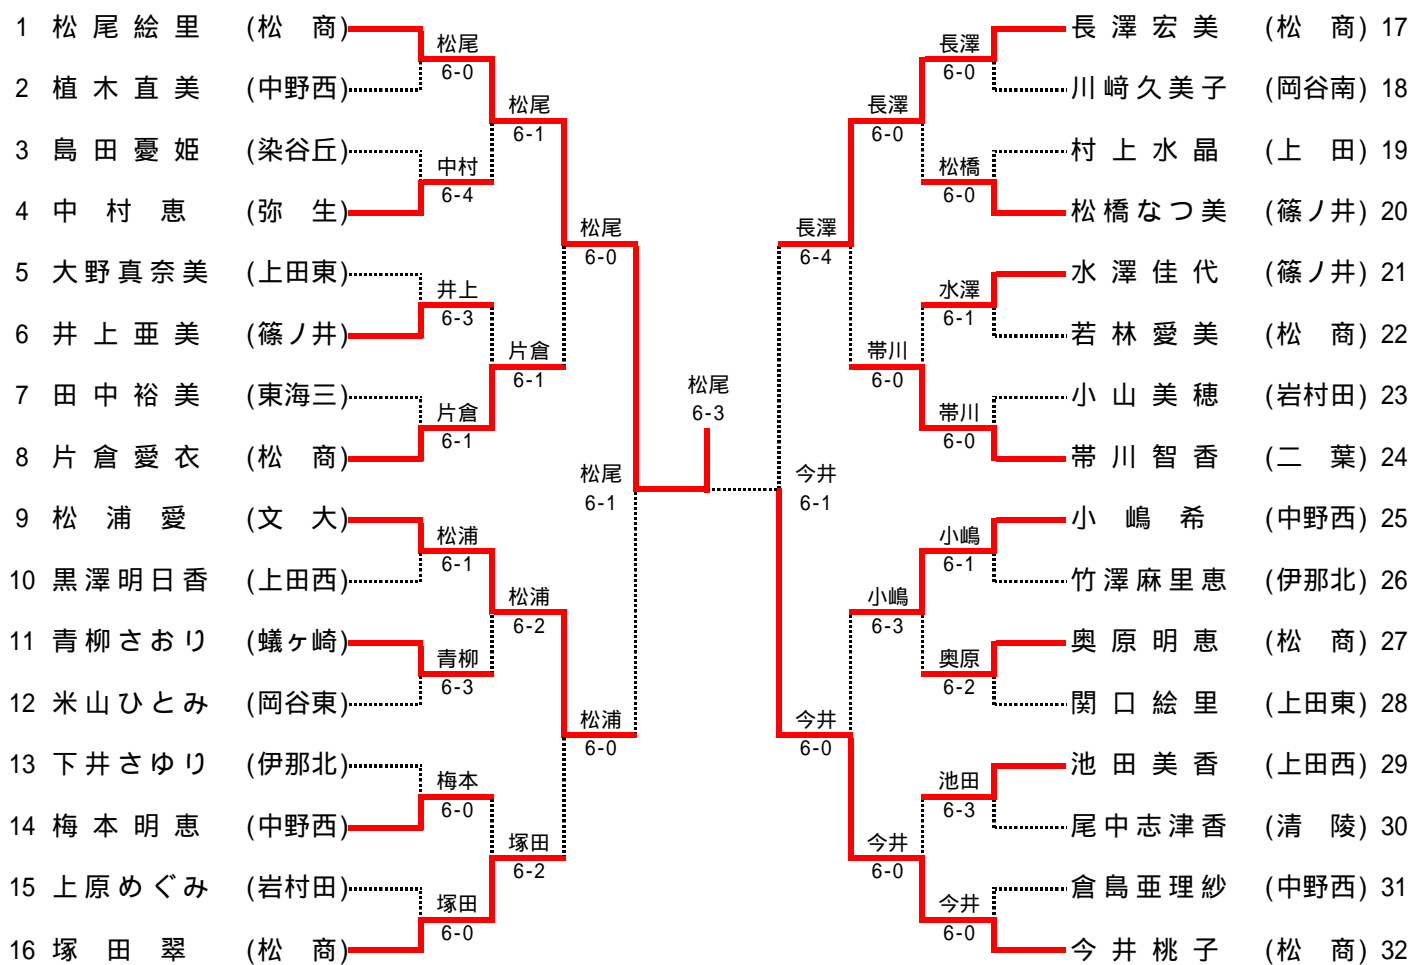 1 松尾絵里 (松 商)
2 植木直美 (中野西)
3 島田憂姫 (染谷丘)
4 中村恵 (弥 生)
5 大野真奈美 (上田東)
6 井上亜美 (篠ノ井)
7 田中裕美 (東海三)
8 片倉愛衣 (松 商)
9 松浦愛 (文 大)
10 黒澤明日香 (上田西)
11 青柳さおり (蟻ヶ崎)
12 米山ひとみ (岡谷東)
13 下井さゆり (伊那北)
14 梅本明恵 (中野西)
15 上原めぐみ (岩村田)
16 塚田翠 (松 商)
松尾
6-0
中村
6-4
井上
6-3
片倉
6-1
松浦
6-1
青柳
6-3
梅本
6-0
塚田
6-0
松尾
6-1
片倉
6-1
松浦
6-2
塚田
6-2
松尾
6-0
松浦
6-0
松尾
6-1
松尾
6-3
今井
6-1
長澤
6-4
今井
6-0
長澤
6-0
帯川
6-0
小嶋
6-3
今井
6-0
長澤
6-0
松橋
6-0
水澤
6-1
帯川
6-0
小嶋
6-1
奥原
6-2
池田
6-3
今井
6-0
長澤宏美 (松 商) 17
川﨑久美子 (岡谷南) 18
村上水晶 (上 田) 19
松橋なつ美 (篠ノ井) 20
水澤佳代 (篠ノ井) 21
若林愛美 (松 商) 22
小山美穂 (岩村田) 23
帯川智香 (二 葉) 24
小嶋希 (中野西) 25
竹澤麻里恵 (伊那北) 26
奥原明恵 (松 商) 27
関口絵里 (上田東) 28
池田美香 (上田西) 29
尾中志津香 (清 陵) 30
倉島亜理紗 (中野西) 31
今井桃子 (松 商) 32